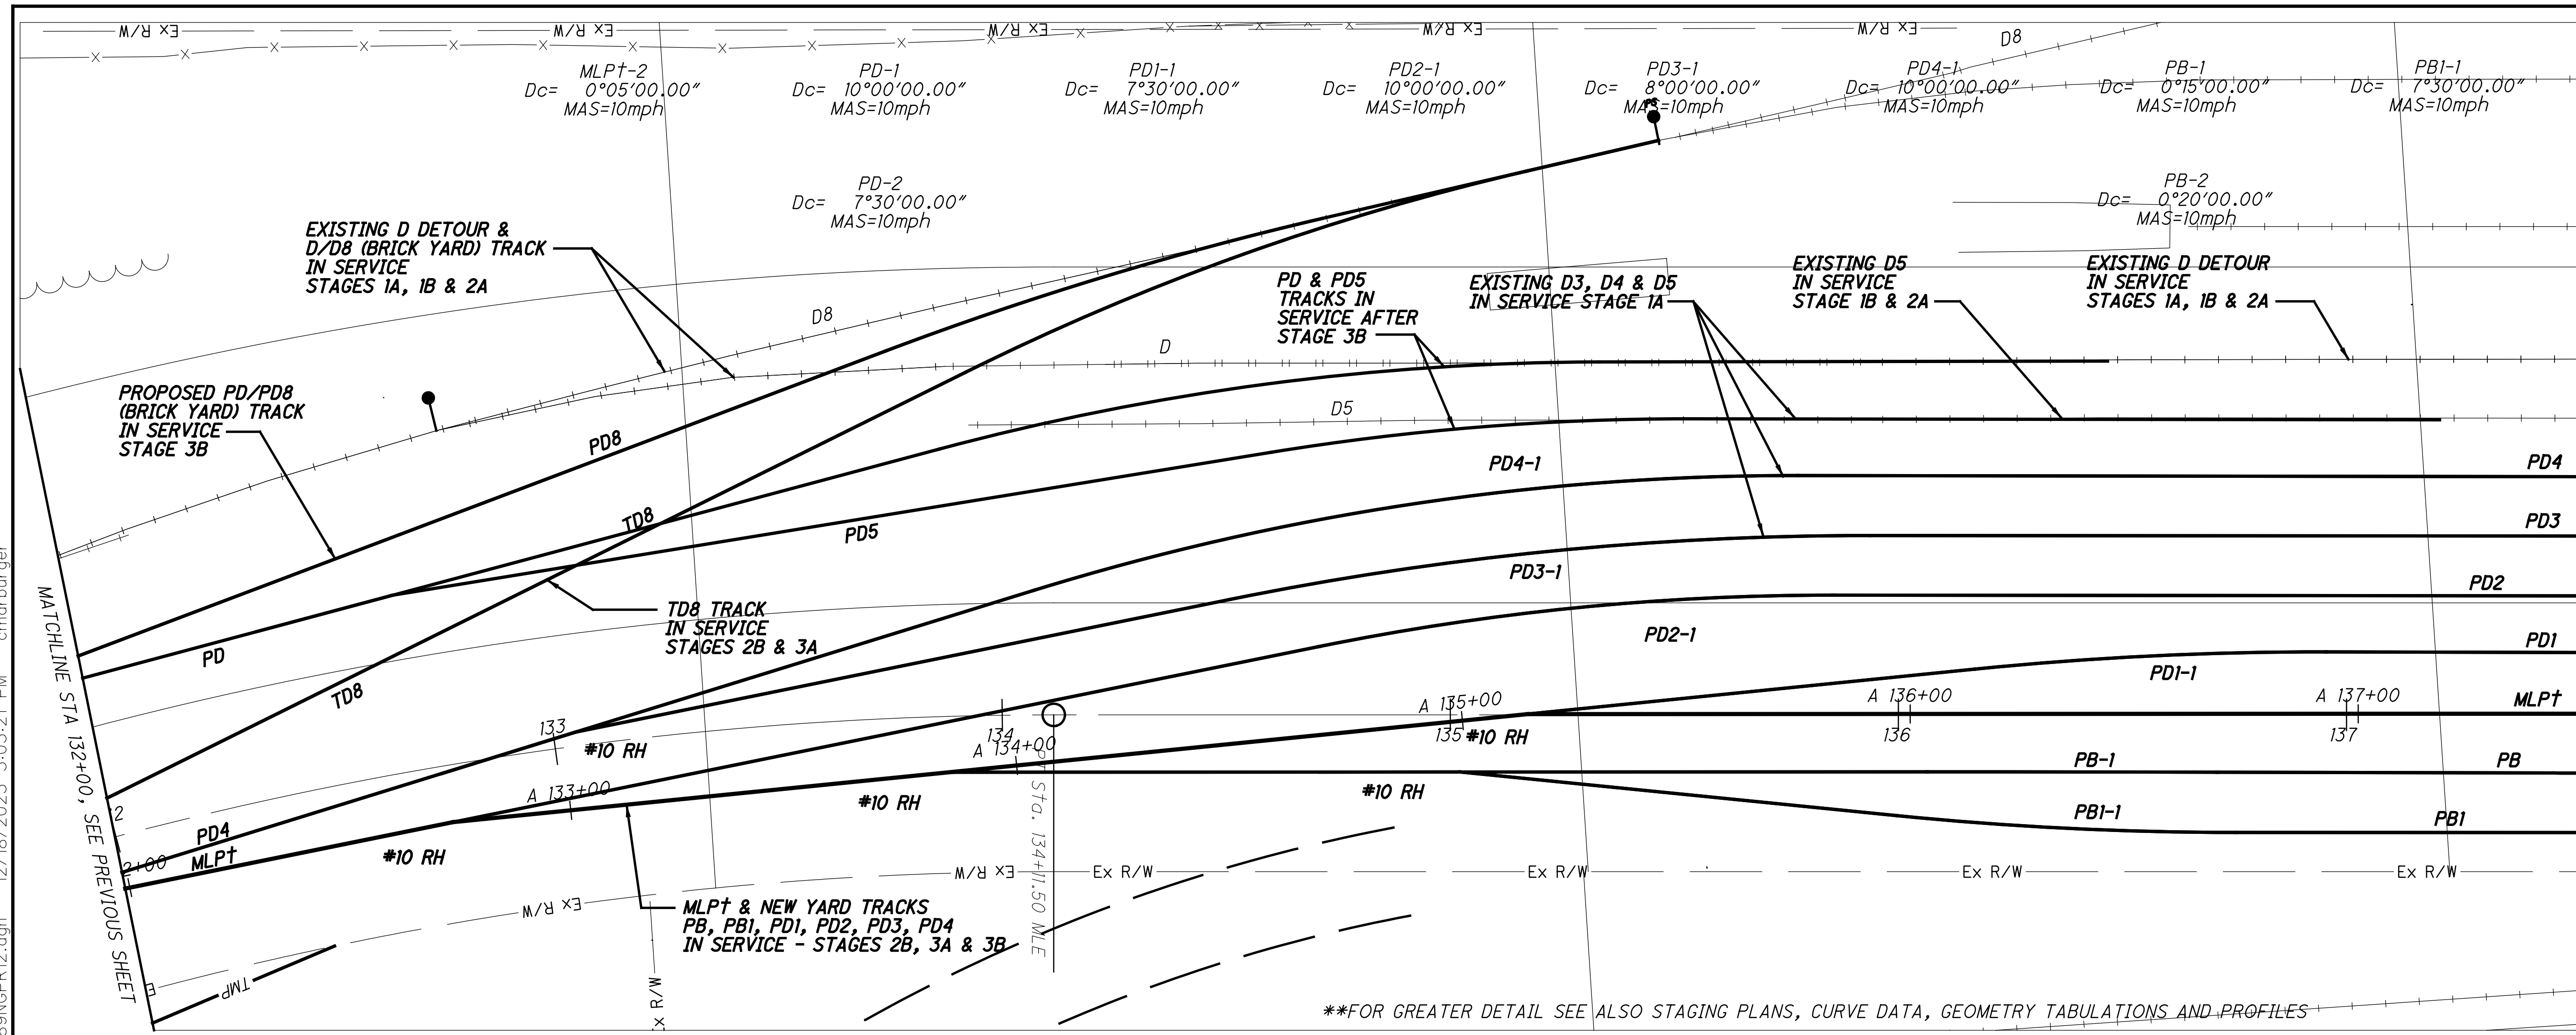 Ex R/W
Ex R/W
Ex R/W
Ex R/W
Ex R/W
D8
MLP†-2
Dc= 0°05'00.00"
MAS=10mph
PD-1
Dc= 10°00'00.00"
MAS=10mph
PD1-1
Dc= 7°30'00.00"
MAS=10mph
PD2-1
Dc= 10°00'00.00"
MAS=10mph
PD3-1
Dc= 8°00'00.00"
MAS=10mph
PS
PD4-1
Dc= 10°00'00.00"
MAS=10mph
PB-1
Dc= 0°15'00.00"
MAS=10mph
PB1-1
Dc= 7°30'00.00"
MAS=10mph
PD-2
Dc= 7°30'00.00"
MAS=10mph
PB-2
Dc= 0°20'00.00"
MAS=10mph
EXISTING D DETOUR &
D/D8 (BRICK YARD) TRACK
IN SERVICE
STAGES 1A, 1B & 2A
PD & PD5
TRACKS IN
SERVICE AFTER
STAGE 3B
EXISTING D3, D4 & D5
IN SERVICE STAGE 1A
EXISTING D5
IN SERVICE
STAGE 1B & 2A
EXISTING D DETOUR
IN SERVICE
STAGES 1A, 1B & 2A
D8
D
D5
PROPOSED PD/PD8
(BRICK YARD) TRACK
IN SERVICE
STAGE 3B
PD8
TD8
PD5
PD4-1
PD4
PD3
PD3-1
PD2
PD2-1
PD1
PD1-1
MLP†
TD8 TRACK
IN SERVICE
STAGES 2B & 3A
PD
TD8
133
#10 RH
A 133+00
134
A 134+00
A 135+00
135
#10 RH
A 136+00
136
A 137+00
137
PB-1
PB
PB1-1
PB1
#10 RH
#10 RH
#10 RH
PD4
MLP†
2
2+00
PT Sta. 134+11.50 MLE
Ex R/W
Ex R/W
Ex R/W
Ex R/W
Ex R/W
Ex R/W
MLP† & NEW YARD TRACKS
PB, PB1, PD1, PD2, PD3, PD4
IN SERVICE - STAGES 2B, 3A & 3B
MATCHLINE STA 132+00, SEE PREVIOUS SHEET
E
TMP
x R/W
**FOR GREATER DETAIL SEE ALSO STAGING PLANS, CURVE DATA, GEOMETRY TABULATIONS AND PROFILES